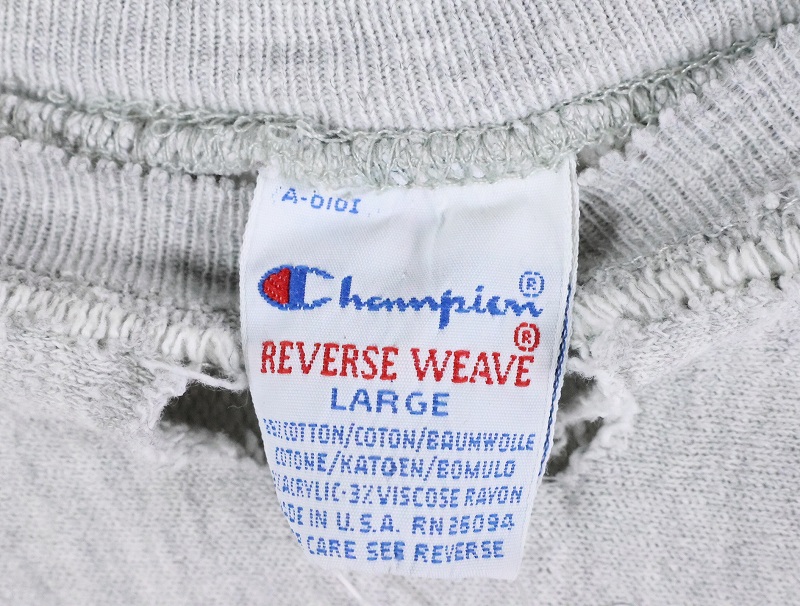 A-0101
Champion®
REVERSE WEAVE®
LARGE
COTTON/COTON/BAUMWOLLE
COTONE/KATOEN/BOMULO
ACRYLIC-3% VISCOSE RAYON
IN U.S.A. RN 26094
CARE SEE REVERSE